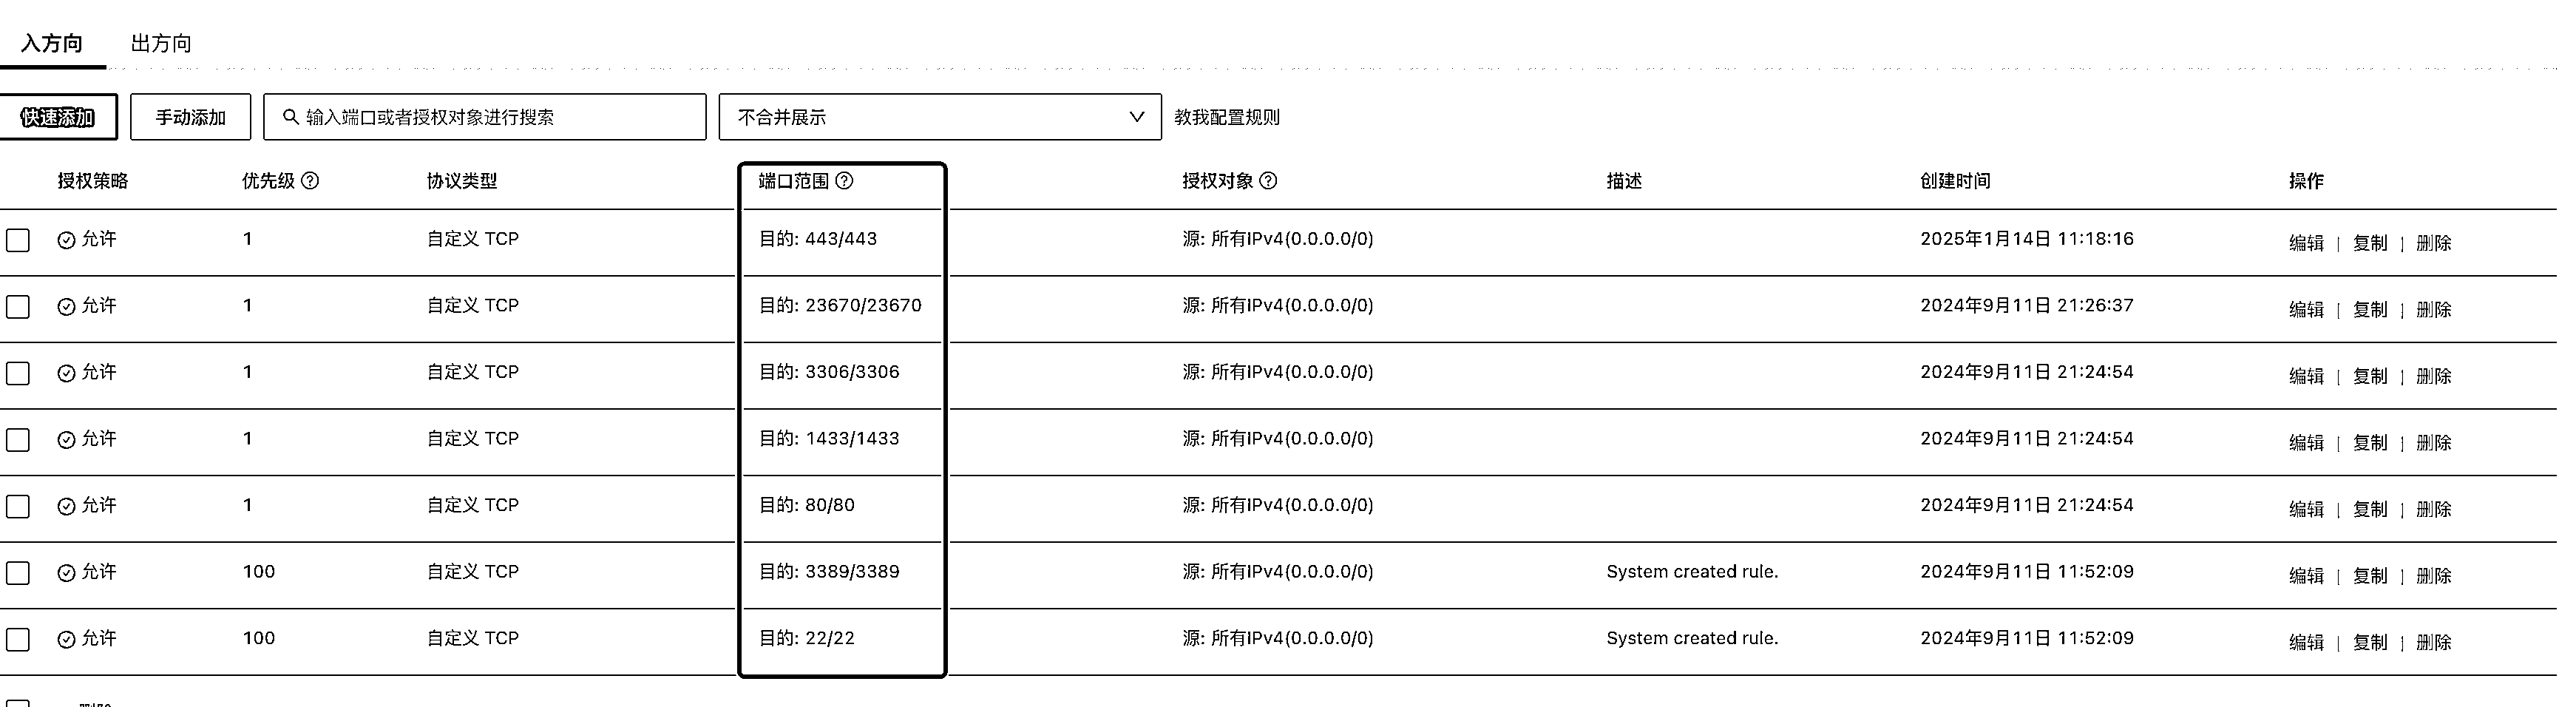 入方向 出方向
快速添加 手动添加 输入端口或者授权对象进行搜索 不合并展示 教我配置规则
授权策略 优先级 协议类型 端口范围 授权对象 描述 创建时间 操作
允许 1 自定义 TCP 目的: 443/443 源: 所有IPv4(0.0.0.0/0) 2025年1月14日 11:18:16 编辑 | 复制 | 删除
允许 1 自定义 TCP 目的: 23670/23670 源: 所有IPv4(0.0.0.0/0) 2024年9月11日 21:26:37 编辑 | 复制 | 删除
允许 1 自定义 TCP 目的: 3306/3306 源: 所有IPv4(0.0.0.0/0) 2024年9月11日 21:24:54 编辑 | 复制 | 删除
允许 1 自定义 TCP 目的: 1433/1433 源: 所有IPv4(0.0.0.0/0) 2024年9月11日 21:24:54 编辑 | 复制 | 删除
允许 1 自定义 TCP 目的: 80/80 源: 所有IPv4(0.0.0.0/0) 2024年9月11日 21:24:54 编辑 | 复制 | 删除
允许 100 自定义 TCP 目的: 3389/3389 源: 所有IPv4(0.0.0.0/0) System created rule. 2024年9月11日 11:52:09 编辑 | 复制 | 删除
允许 100 自定义 TCP 目的: 22/22 源: 所有IPv4(0.0.0.0/0) System created rule. 2024年9月11日 11:52:09 编辑 | 复制 | 删除